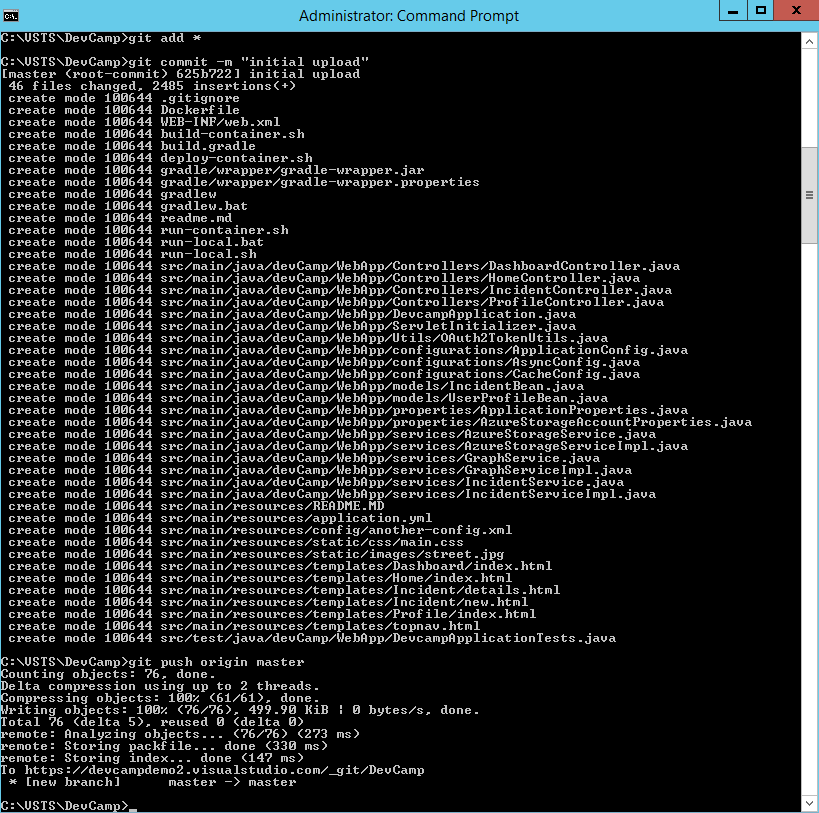 Administrator: Command Prompt
C:\VSTS\DevCamp>git add *
C:\VSTS\DevCamp>git commit -m "initial upload"
[master (root-commit) 625b722] initial upload
 46 files changed, 2485 insertions(+)
 create mode 100644 .gitignore
 create mode 100644 Dockerfile
 create mode 100644 WEB-INF/web.xml
 create mode 100644 build-container.sh
 create mode 100644 build.gradle
 create mode 100644 deploy-container.sh
 create mode 100644 gradle/wrapper/gradle-wrapper.jar
 create mode 100644 gradle/wrapper/gradle-wrapper.properties
 create mode 100644 gradlew
 create mode 100644 gradlew.bat
 create mode 100644 readme.md
 create mode 100644 run-container.sh
 create mode 100644 run-local.bat
 create mode 100644 run-local.sh
 create mode 100644 src/main/java/devCamp/WebApp/Controllers/DashboardController.java
 create mode 100644 src/main/java/devCamp/WebApp/Controllers/HomeController.java
 create mode 100644 src/main/java/devCamp/WebApp/Controllers/IncidentController.java
 create mode 100644 src/main/java/devCamp/WebApp/Controllers/ProfileController.java
 create mode 100644 src/main/java/devCamp/WebApp/DevcampApplication.java
 create mode 100644 src/main/java/devCamp/WebApp/ServletInitializer.java
 create mode 100644 src/main/java/devCamp/WebApp/Utils/OAuth2TokenUtils.java
 create mode 100644 src/main/java/devCamp/WebApp/configurations/ApplicationConfig.java
 create mode 100644 src/main/java/devCamp/WebApp/configurations/AsyncConfig.java
 create mode 100644 src/main/java/devCamp/WebApp/configurations/CacheConfig.java
 create mode 100644 src/main/java/devCamp/WebApp/models/IncidentBean.java
 create mode 100644 src/main/java/devCamp/WebApp/models/UserProfileBean.java
 create mode 100644 src/main/java/devCamp/WebApp/properties/ApplicationProperties.java
 create mode 100644 src/main/java/devCamp/WebApp/properties/AzureStorageAccountProperties.java
 create mode 100644 src/main/java/devCamp/WebApp/services/AzureStorageService.java
 create mode 100644 src/main/java/devCamp/WebApp/services/AzureStorageServiceImpl.java
 create mode 100644 src/main/java/devCamp/WebApp/services/GraphService.java
 create mode 100644 src/main/java/devCamp/WebApp/services/GraphServiceImpl.java
 create mode 100644 src/main/java/devCamp/WebApp/services/IncidentService.java
 create mode 100644 src/main/java/devCamp/WebApp/services/IncidentServiceImpl.java
 create mode 100644 src/main/resources/README.MD
 create mode 100644 src/main/resources/application.yml
 create mode 100644 src/main/resources/config/another-config.xml
 create mode 100644 src/main/resources/static/css/main.css
 create mode 100644 src/main/resources/static/images/street.jpg
 create mode 100644 src/main/resources/templates/Dashboard/index.html
 create mode 100644 src/main/resources/templates/Home/index.html
 create mode 100644 src/main/resources/templates/Incident/details.html
 create mode 100644 src/main/resources/templates/Incident/new.html
 create mode 100644 src/main/resources/templates/Profile/index.html
 create mode 100644 src/main/resources/templates/topnav.html
 create mode 100644 src/test/java/devCamp/WebApp/DevcampApplicationTests.java
C:\VSTS\DevCamp>git push origin master
Counting objects: 76, done.
Delta compression using up to 2 threads.
Compressing objects: 100% (61/61), done.
Writing objects: 100% (76/76), 499.90 KiB | 0 bytes/s, done.
Total 76 (delta 5), reused 0 (delta 0)
remote: Analyzing objects... (76/76) (273 ms)
remote: Storing packfile... done (330 ms)
remote: Storing index... done (147 ms)
To https://devcampdemo2.visualstudio.com/_git/DevCamp
 * [new branch]      master -> master
C:\VSTS\DevCamp>_